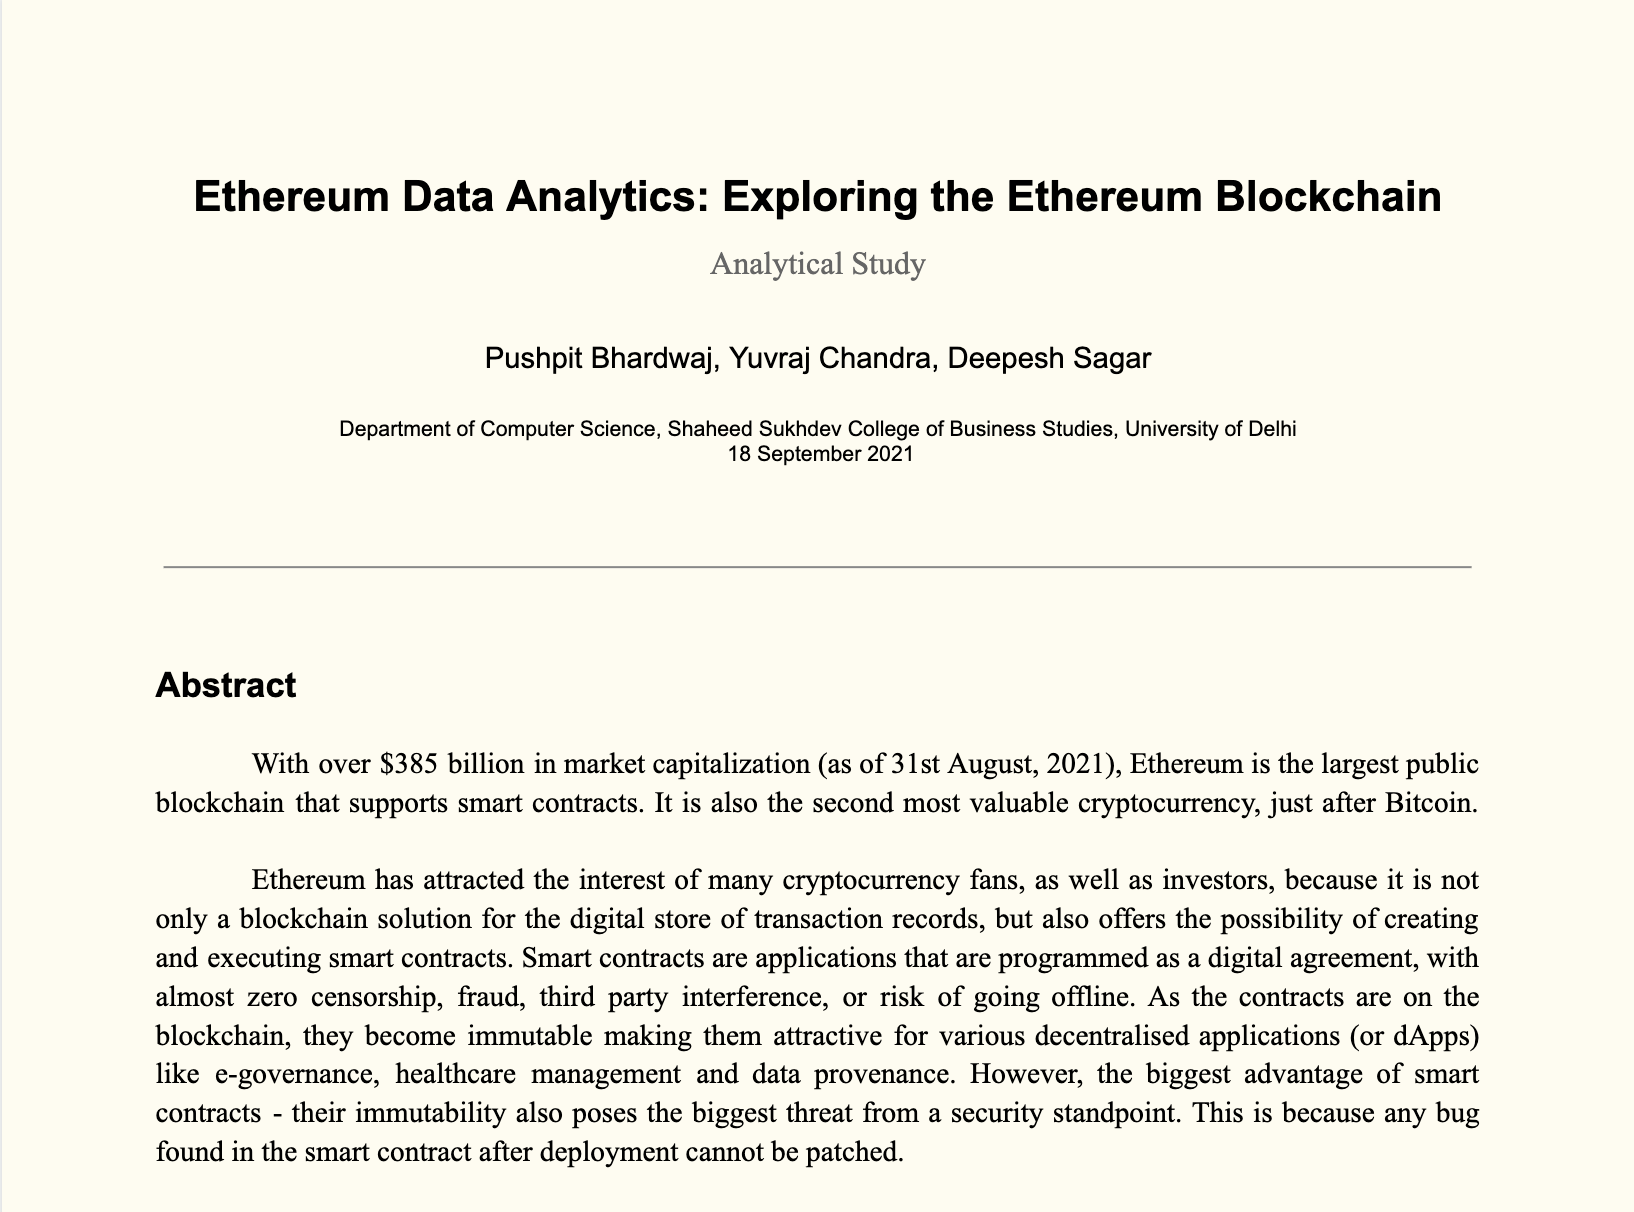 Ethereum Data Analytics: Exploring the Ethereum Blockchain
Analytical Study
Pushpit Bhardwaj, Yuvraj Chandra, Deepesh Sagar
Department of Computer Science, Shaheed Sukhdev College of Business Studies, University of Delhi
18 September 2021
Abstract
With over $385 billion in market capitalization (as of 31st August, 2021), Ethereum is the largest public
blockchain that supports smart contracts. It is also the second most valuable cryptocurrency, just after Bitcoin.
Ethereum has attracted the interest of many cryptocurrency fans, as well as investors, because it is not
only a blockchain solution for the digital store of transaction records, but also offers the possibility of creating
and executing smart contracts. Smart contracts are applications that are programmed as a digital agreement, with
almost zero censorship, fraud, third party interference, or risk of going offline. As the contracts are on the
blockchain, they become immutable making them attractive for various decentralised applications (or dApps)
like e-governance, healthcare management and data provenance. However, the biggest advantage of smart
contracts - their immutability also poses the biggest threat from a security standpoint. This is because any bug
found in the smart contract after deployment cannot be patched.